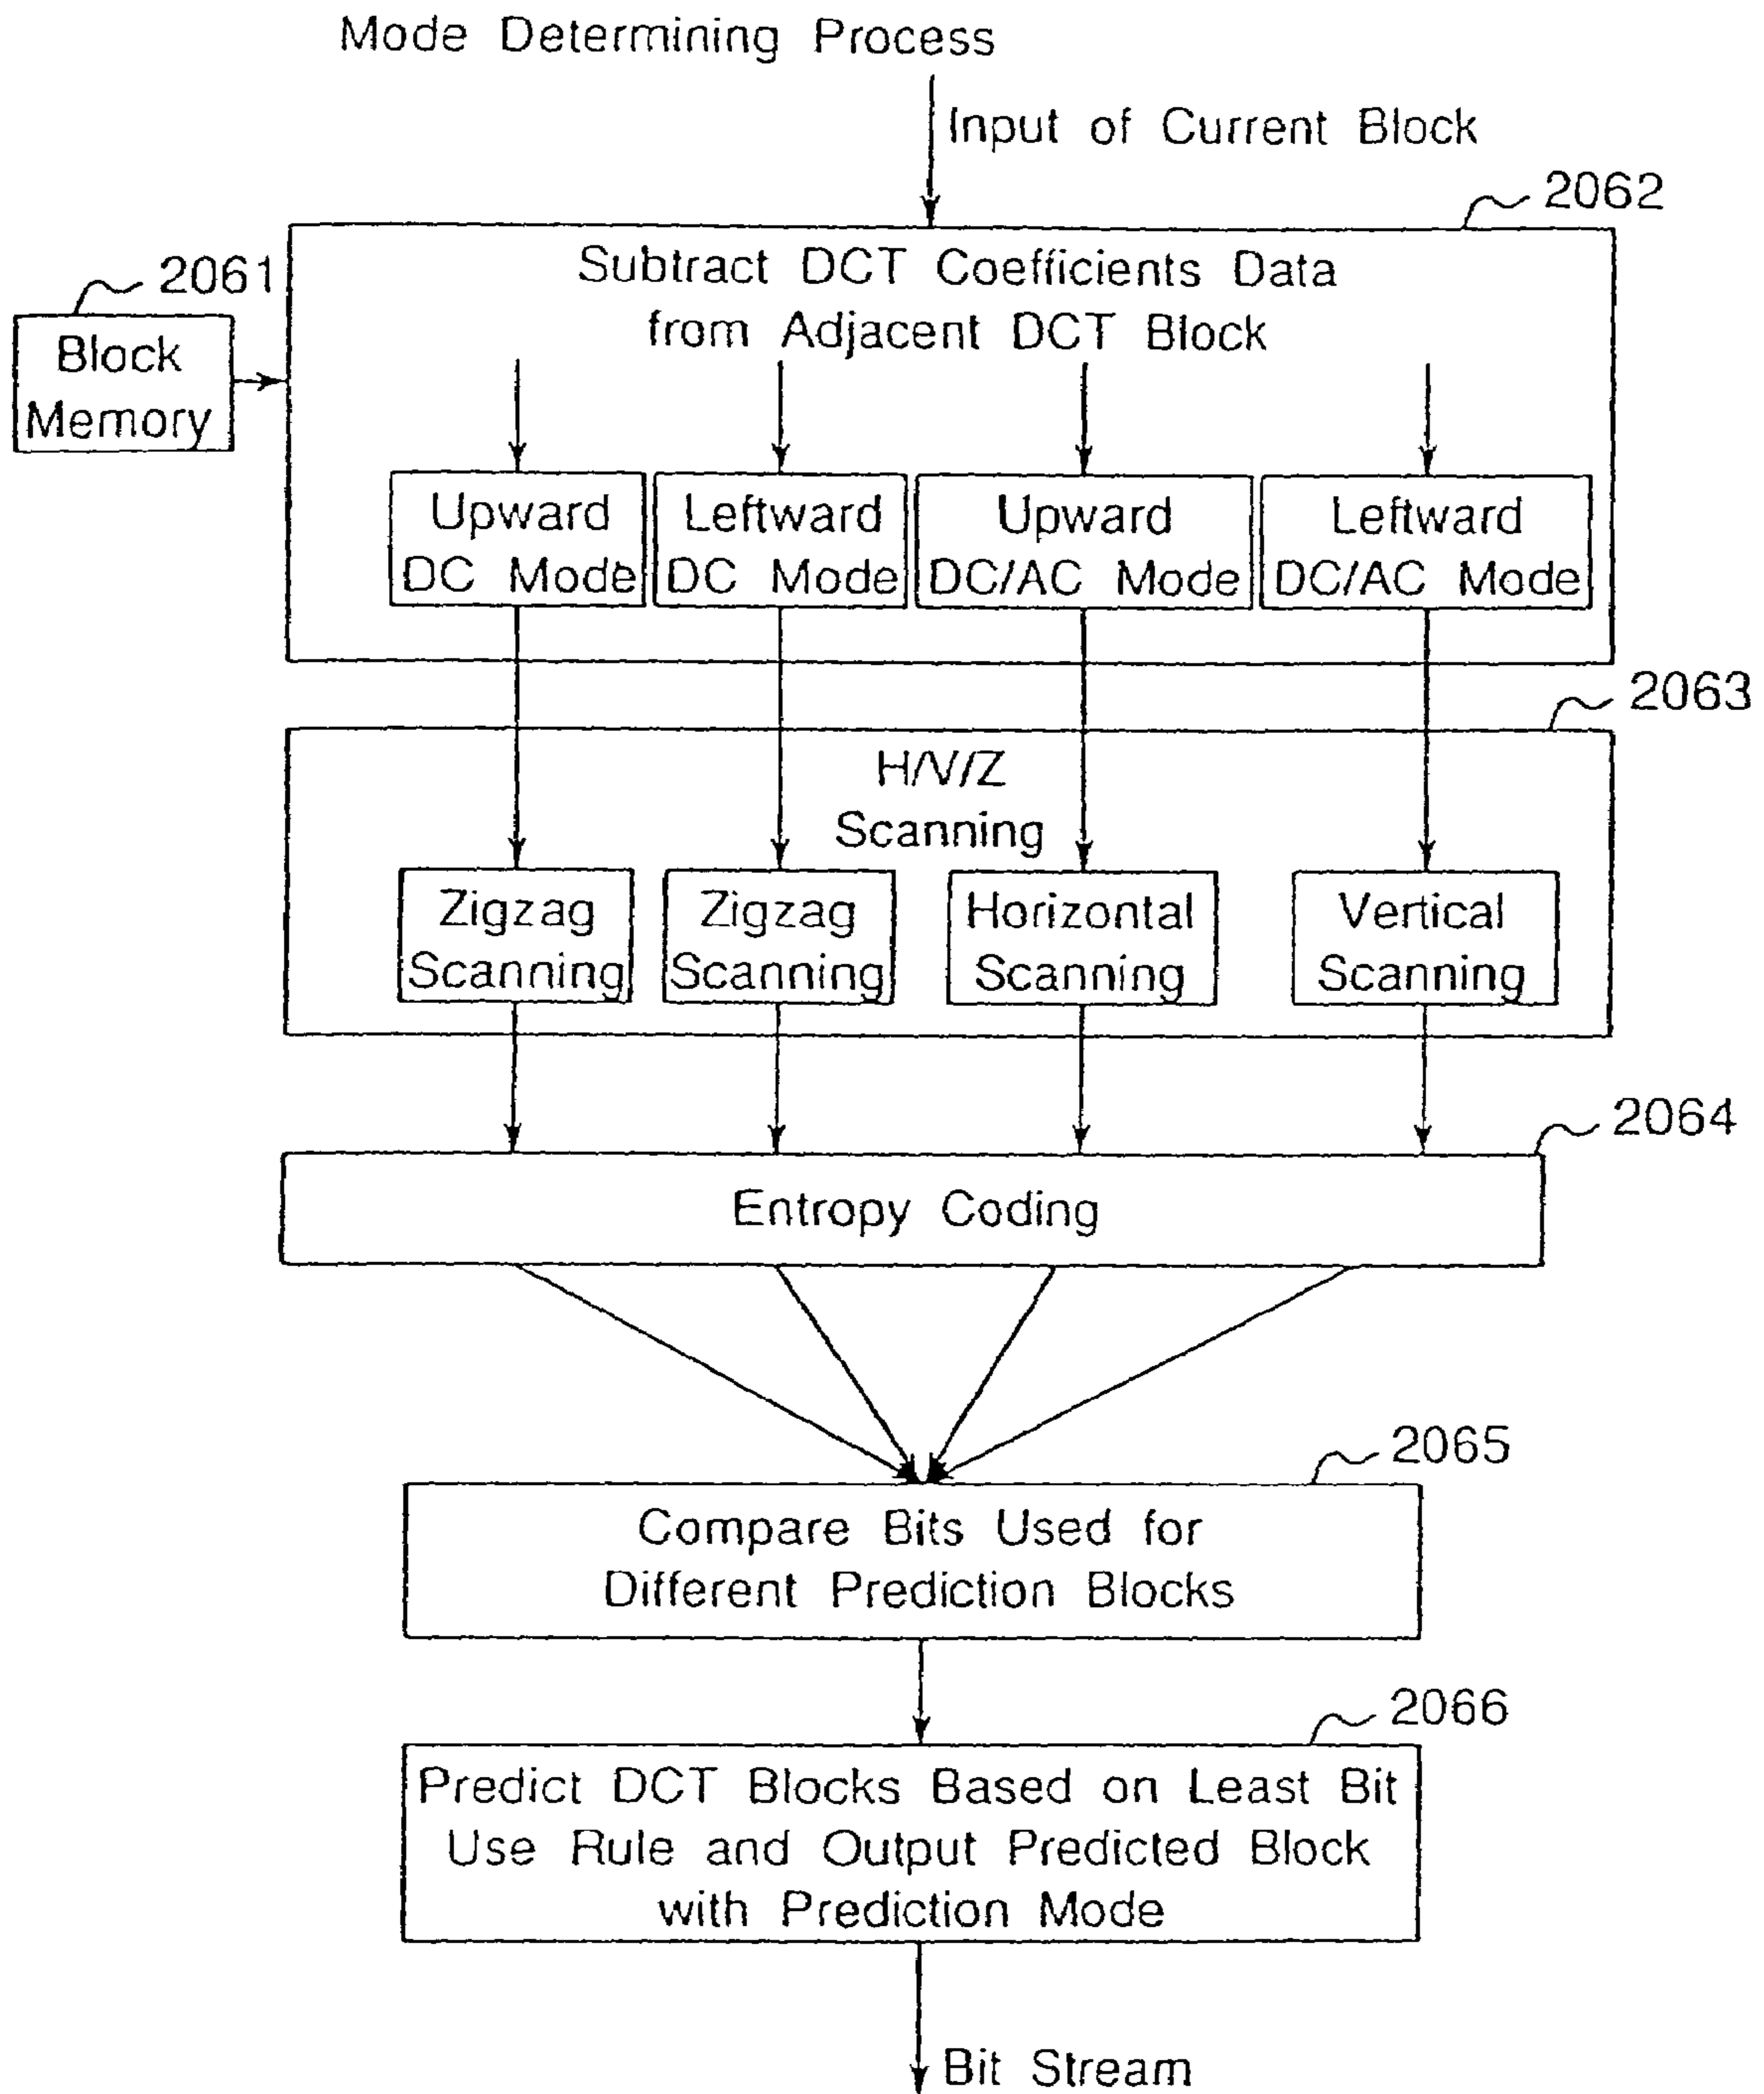 Mode Determining Process
Input of Current Block
2062
Subtract DCT Coefficients Data
from Adjacent DCT Block
2061
Block
Memory
Upward
DC Mode
Leftward
DC Mode
Upward
DC/AC Mode
Leftward
DC/AC Mode
2063
H/V/Z
Scanning
Zigzag
Scanning
Zigzag
Scanning
Horizontal
Scanning
Vertical
Scanning
2064
Entropy Coding
2065
Compare Bits Used for
Different Prediction Blocks
2066
Predict DCT Blocks Based on Least Bit
Use Rule and Output Predicted Block
with Prediction Mode
Bit Stream